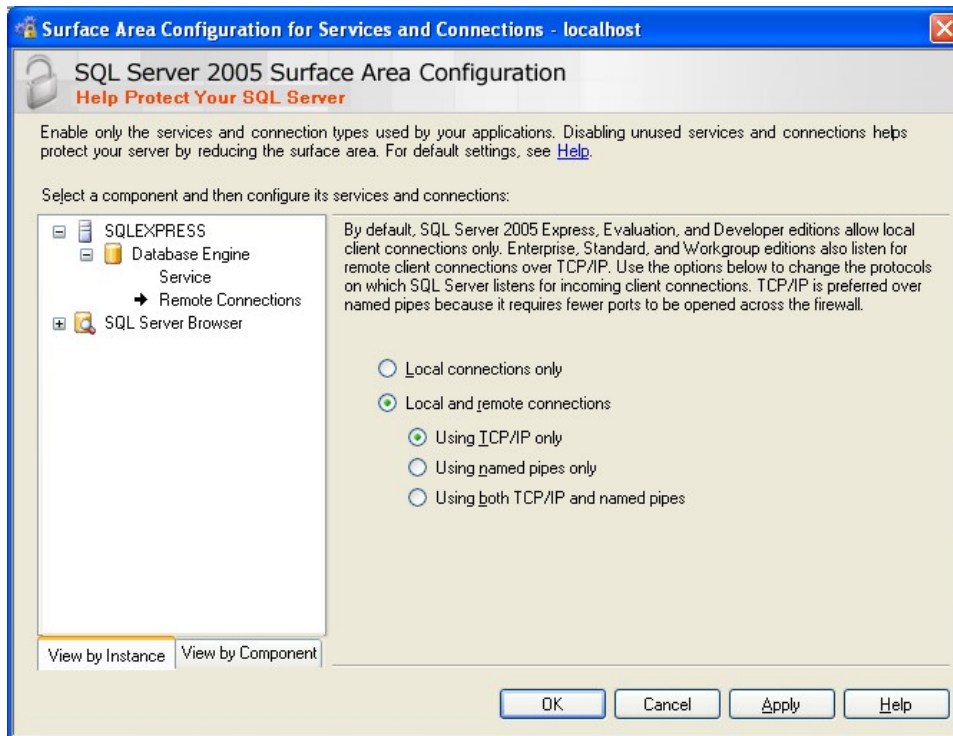 Surface Area Configuration for Services and Connections - localhost
SQL Server 2005 Surface Area Configuration
Help Protect Your SQL Server
Enable only the services and connection types used by your applications. Disabling unused services and connections helps
protect your server by reducing the surface area. For default settings, see Help.
Select a component and then configure its services and connections:
SQLEXPRESS
Database Engine
Service
Remote Connections
SQL Server Browser
View by Instance
View by Component
By default, SQL Server 2005 Express, Evaluation, and Developer editions allow local
client connections only. Enterprise, Standard, and Workgroup editions also listen for
remote client connections over TCP/IP. Use the options below to change the protocols
on which SQL Server listens for incoming client connections. TCP/IP is preferred over
named pipes because it requires fewer ports to be opened across the firewall.
Local connections only
Local and remote connections
Using TCP/IP only
Using named pipes only
Using both TCP/IP and named pipes
OK
Cancel
Apply
Help